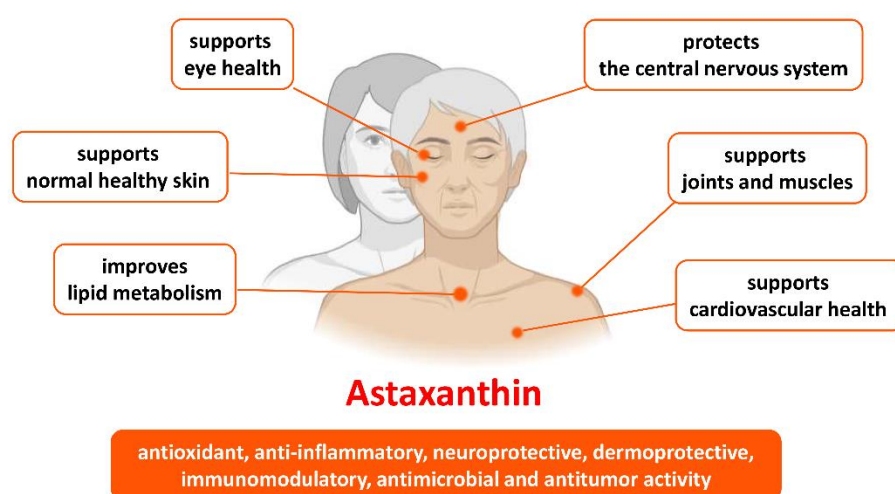 supports
eye health
protects
the central nervous system
supports
normal healthy skin
supports
joints and muscles
improves
lipid metabolism
supports
cardiovascular health
Astaxanthin
antioxidant, anti-inflammatory, neuroprotective, dermoprotective,
immunomodulatory, antimicrobial and antitumor activity